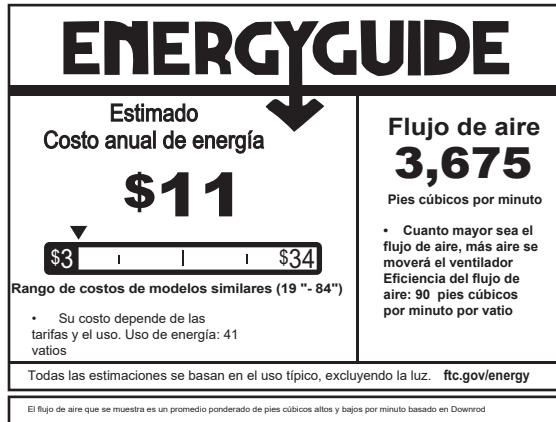 ENERGYGUIDE
Estimado
Costo anual de energía
$11
$3
$34
Rango de costos de modelos similares (19 "- 84")
• Su costo depende de las
tarifas y el uso. Uso de energía: 41
vatios
Flujo de aire
3,675
Pies cúbicos por minuto
• Cuanto mayor sea el
flujo de aire, más aire se
moverá el ventilador
Eficiencia del flujo de
aire: 90 pies cúbicos
por minuto por vatio
Todas las estimaciones se basan en el uso típico, excluyendo la luz. ftc.gov/energy
El flujo de aire que se muestra es un promedio ponderado de pies cúbicos altos y bajos por minuto basado en Downrod